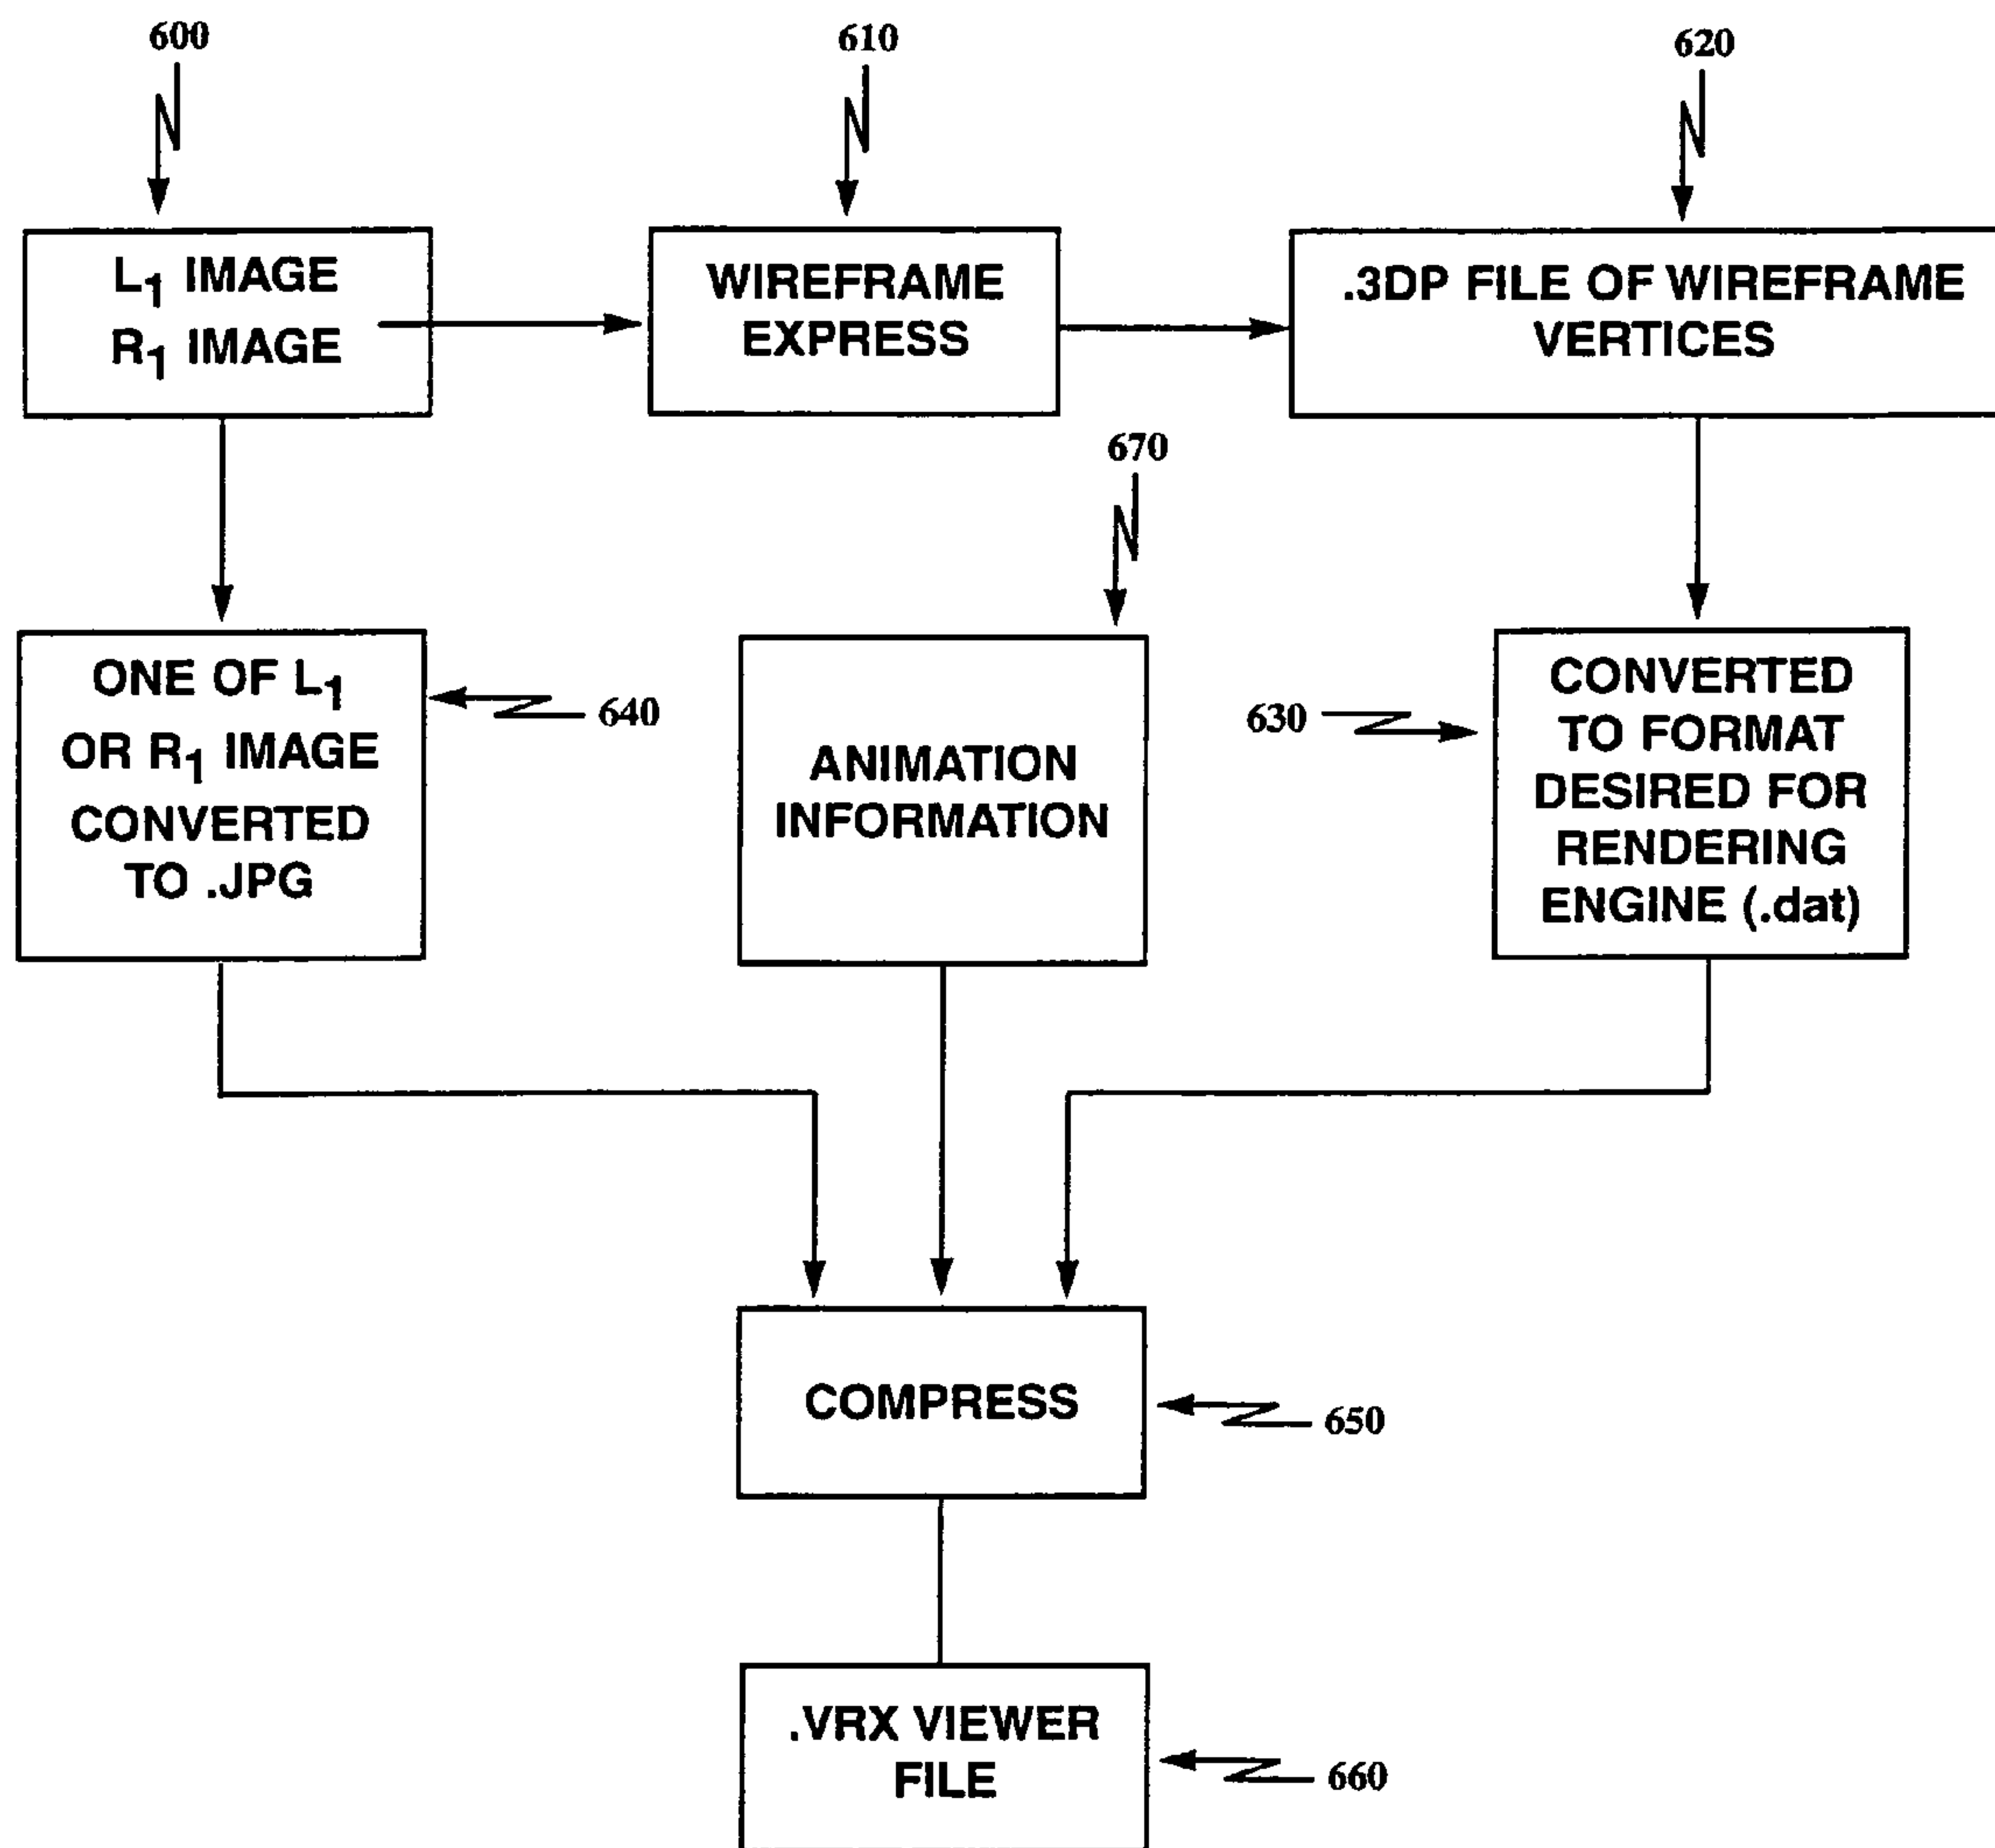 600
610
620
L1 IMAGE
R1 IMAGE
WIREFRAME
EXPRESS
.3DP FILE OF WIREFRAME
VERTICES
670
ONE OF L1
OR R1 IMAGE
CONVERTED
TO .JPG
640
ANIMATION
INFORMATION
630
CONVERTED
TO FORMAT
DESIRED FOR
RENDERING
ENGINE (.dat)
COMPRESS
650
.VRX VIEWER
FILE
660